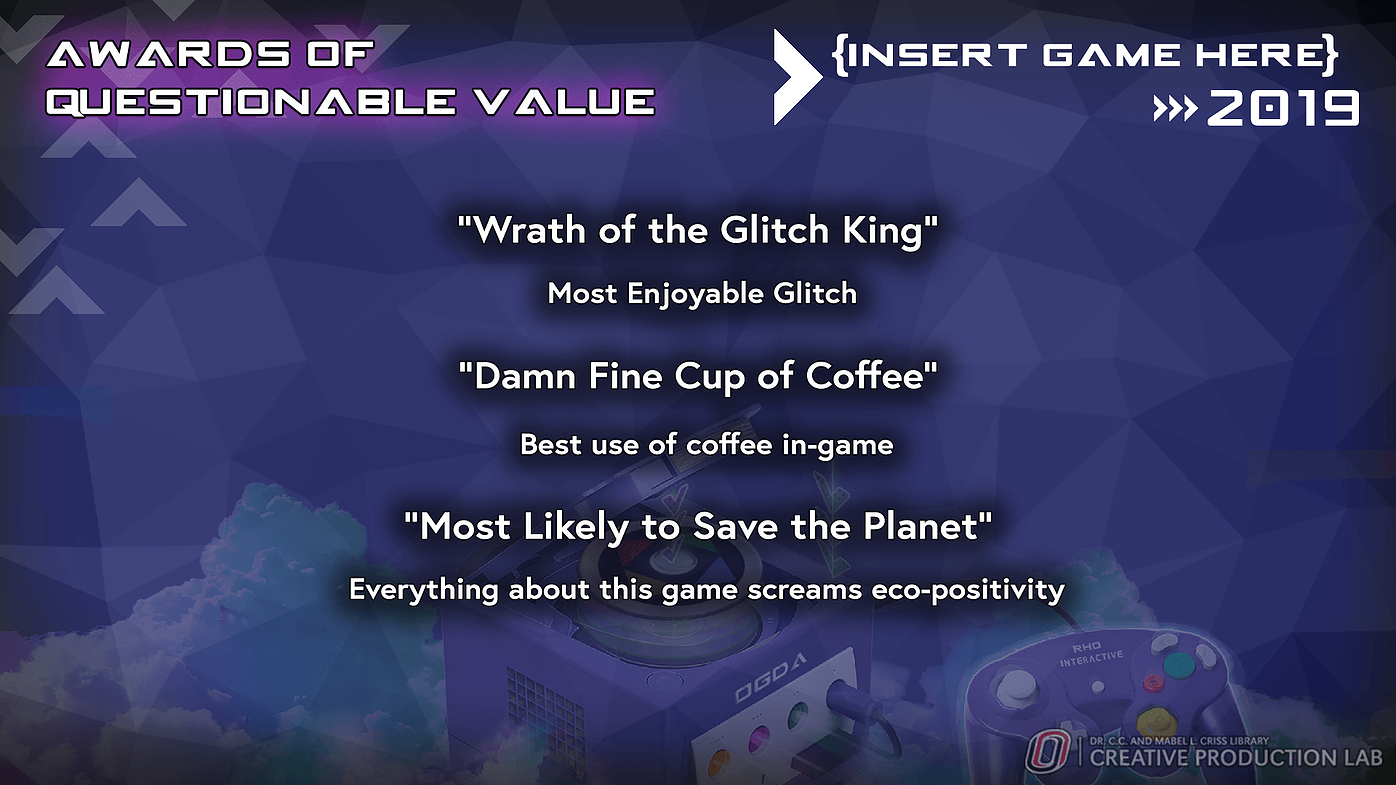 AWARDS OF
QUESTIONABLE VALUE
{INSERT GAME HERE}
2019
"Wrath of the Glitch King"
Most Enjoyable Glitch
"Damn Fine Cup of Coffee"
Best use of coffee in-game
"Most Likely to Save the Planet"
Everything about this game screams eco-positivity
RHO
INTERACTIVE
OGDA
DR. C.C. AND MABEL L. CRISS LIBRARY
CREATIVE PRODUCTION LAB